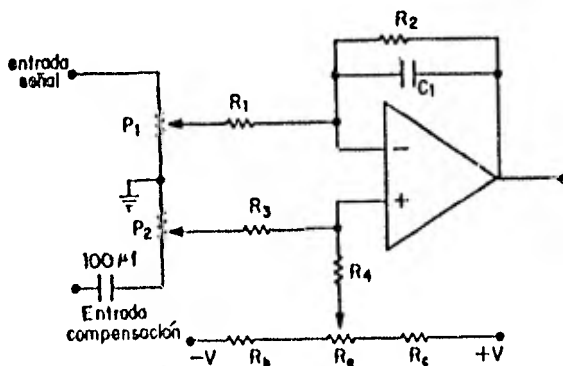 R2
entrada
señal
C1
P1
R1
−
+
P2
R3
100 μf
R4
Entrada
compensación
−V
Rb
Ra
Rc
+V